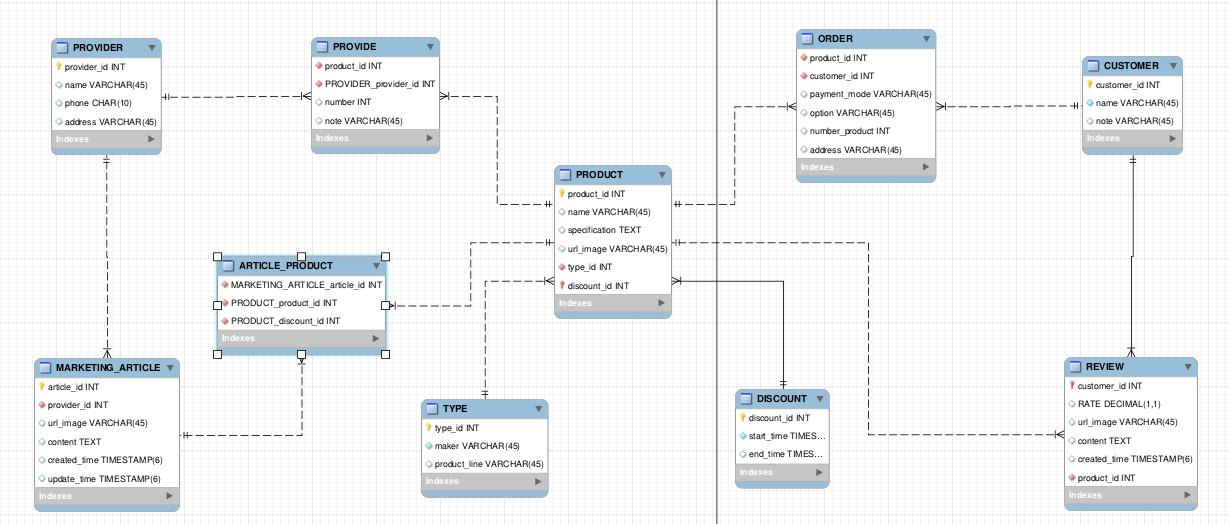 PROVIDER
provider_id INT
name VARCHAR(45)
phone CHAR(10)
address VARCHAR(45)
Indexes
PROVIDE
product_id INT
PROVIDER_provider_id INT
number INT
note VARCHAR(45)
Indexes
ORDER
product_id INT
customer_id INT
payment_mode VARCHAR(45)
option VARCHAR(45)
number_product INT
address VARCHAR(45)
Indexes
CUSTOMER
customer_id INT
name VARCHAR(45)
note VARCHAR(45)
Indexes
PRODUCT
product_id INT
name VARCHAR(45)
specification TEXT
url_image VARCHAR(45)
type_id INT
discount_id INT
Indexes
ARTICLE_PRODUCT
MARKETING_ARTICLE_article_id INT
PRODUCT_product_id INT
PRODUCT_discount_id INT
Indexes
MARKETING_ARTICLE
article_id INT
provider_id INT
url_image VARCHAR(45)
content TEXT
created_time TIMESTAMP(6)
update_time TIMESTAMP(6)
Indexes
TYPE
type_id INT
maker VARCHAR(45)
product_line VARCHAR(45)
Indexes
DISCOUNT
discount_id INT
start_time TIMES...
end_time TIMES...
Indexes
REVIEW
customer_id INT
RATE DECIMAL(1,1)
url_image VARCHAR(45)
content TEXT
created_time TIMESTAMP(6)
product_id INT
Indexes